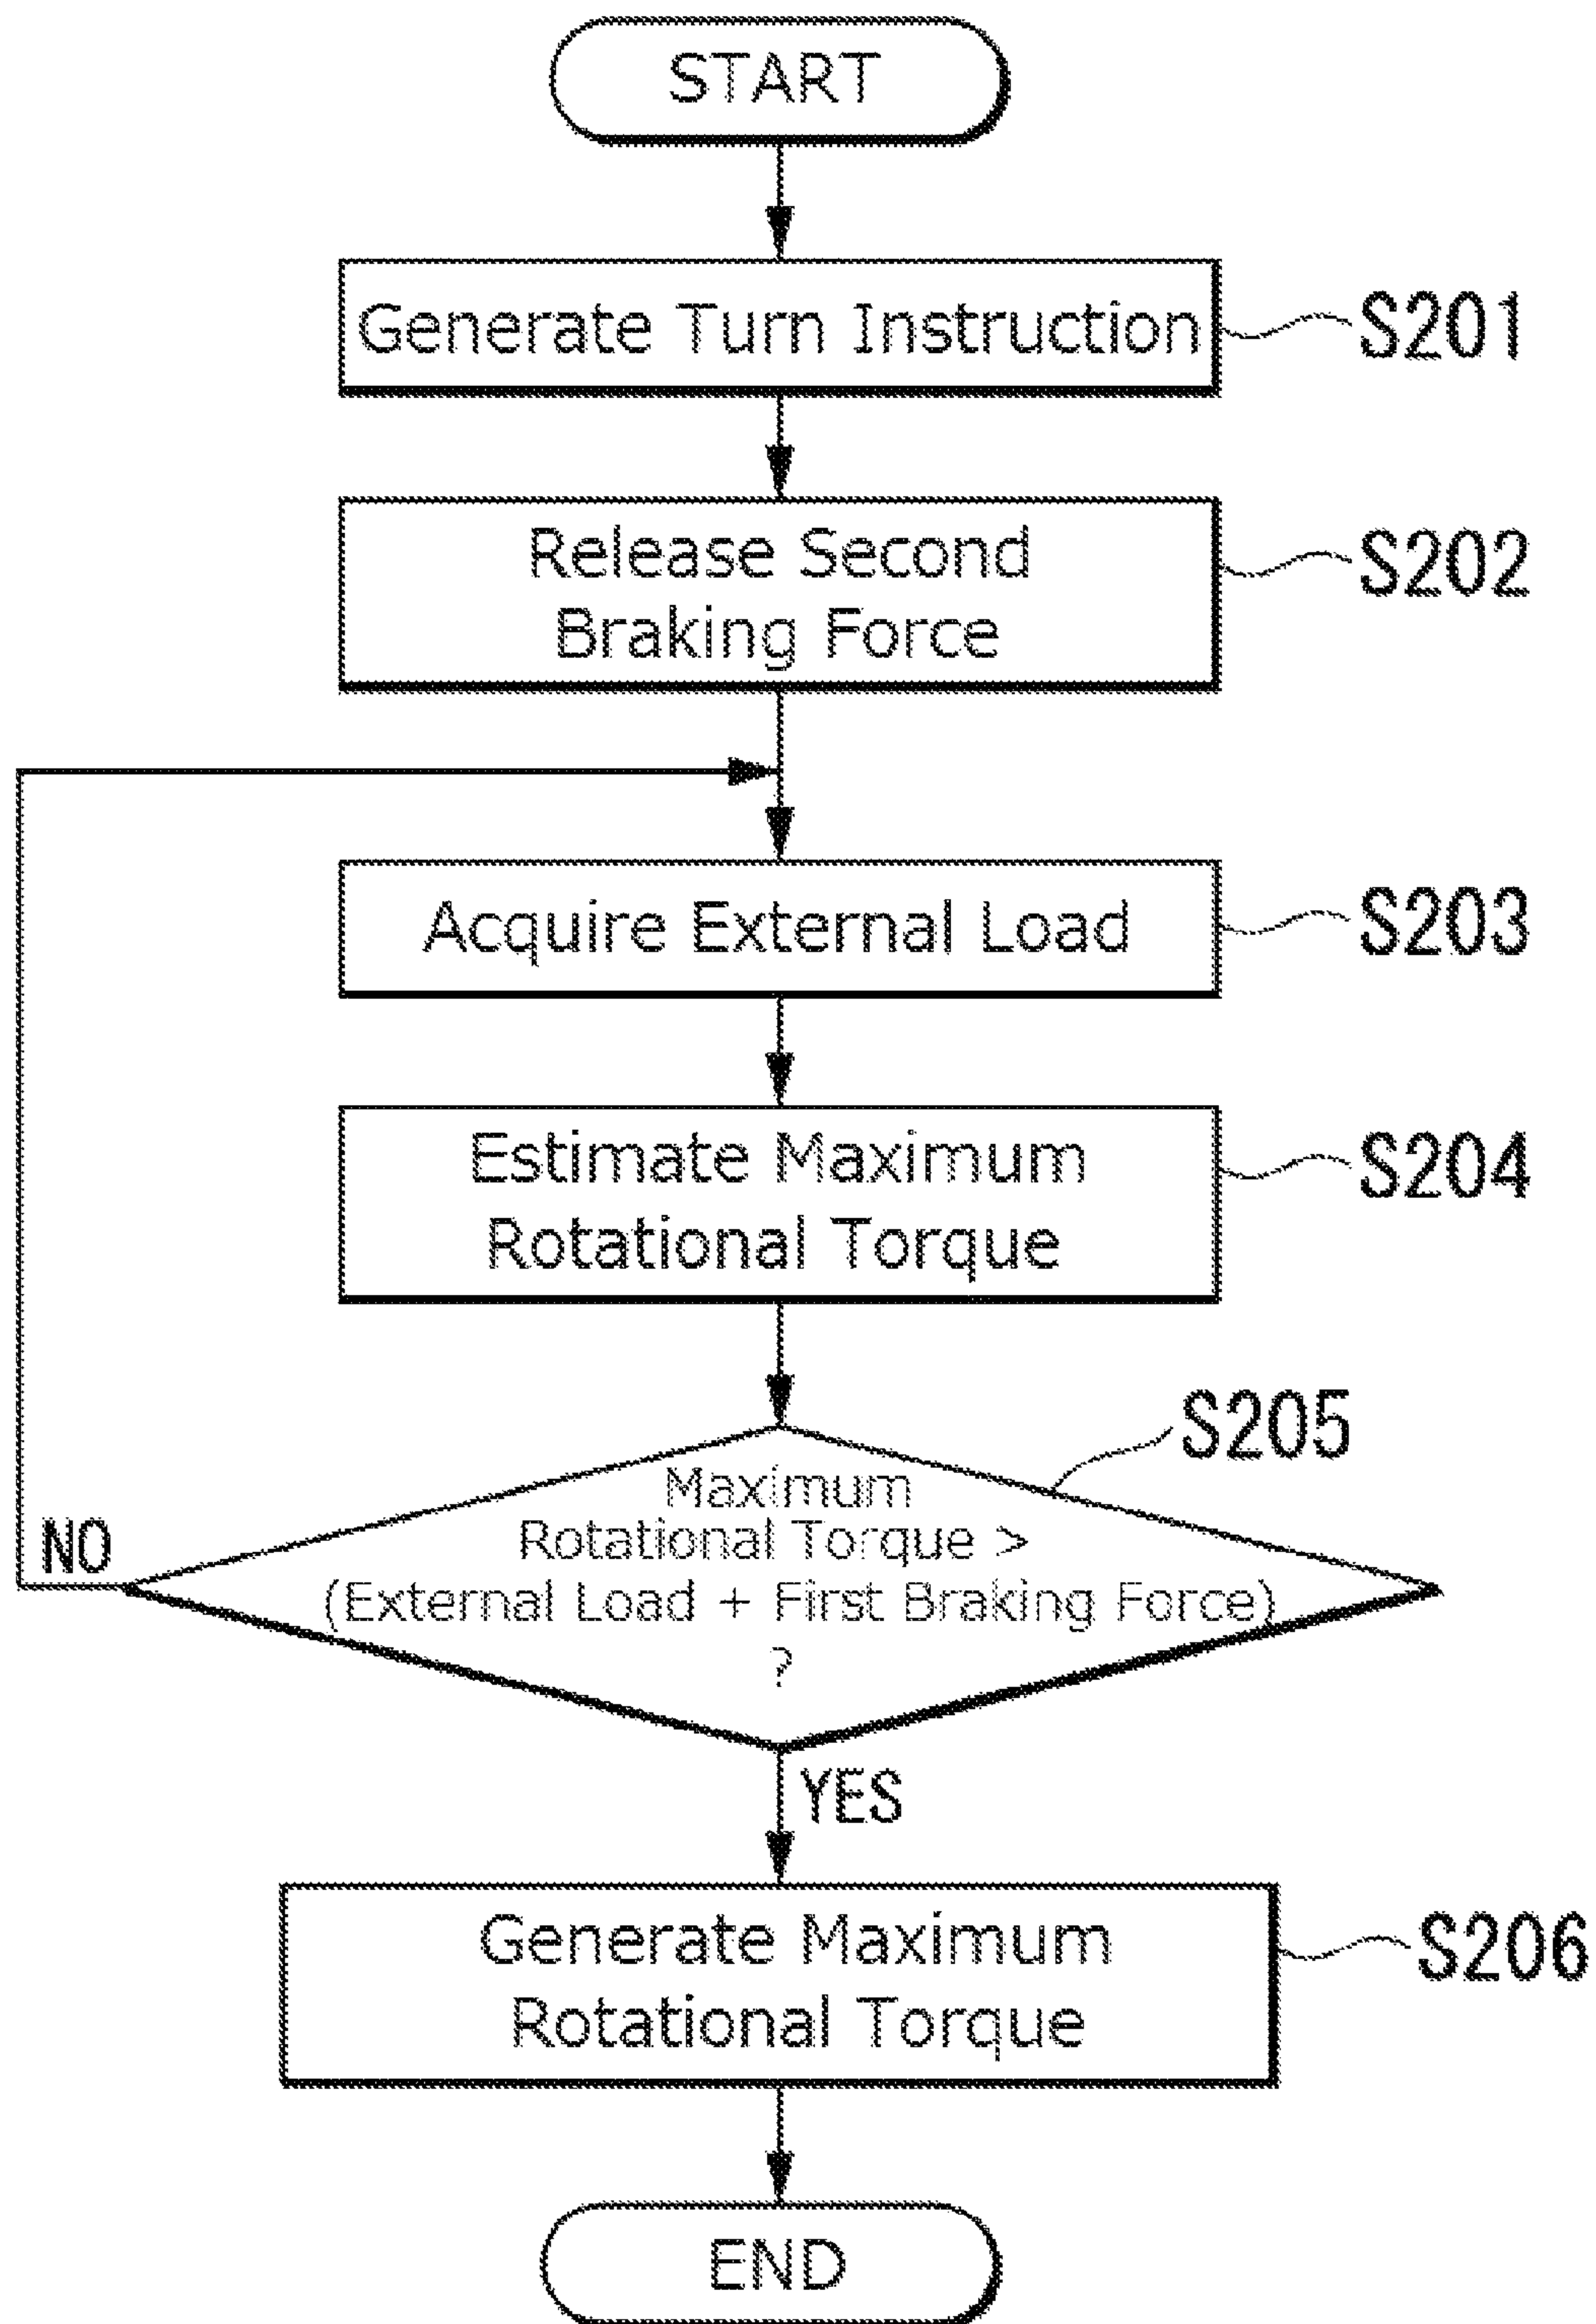 START
Generate Turn Instruction
S201
Release Second
Braking Force
S202
Acquire External Load
S203
Estimate Maximum
Rotational Torque
S204
S205
Maximum
Rotational Torque >
(External Load + First Braking Force)
?
NO
YES
Generate Maximum
Rotational Torque
S206
END